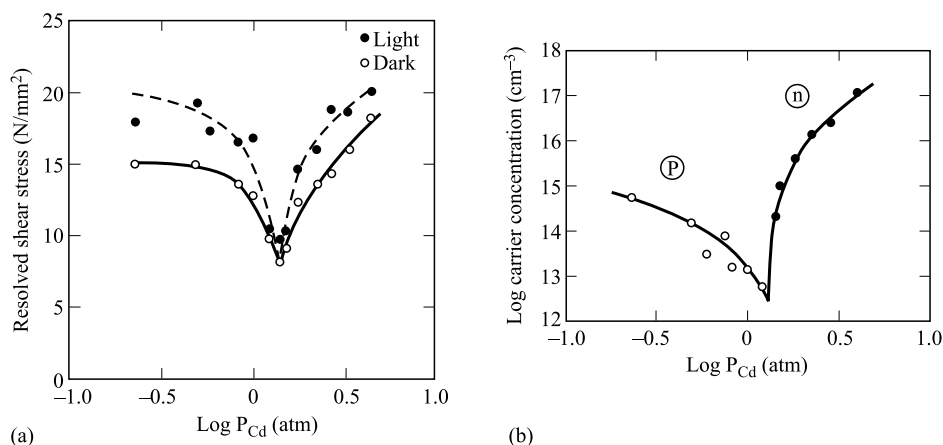 25
20
15
10
5
0
Resolved shear stress (N/mm²)
Light
Dark
–1.0
–0.5
0
0.5
1.0
Log P_Cd (atm)
(a)
18
17
16
15
14
13
12
Log carrier concentration (cm⁻³)
P
n
–1.0
–0.5
0
0.5
1.0
Log P_Cd (atm)
(b)